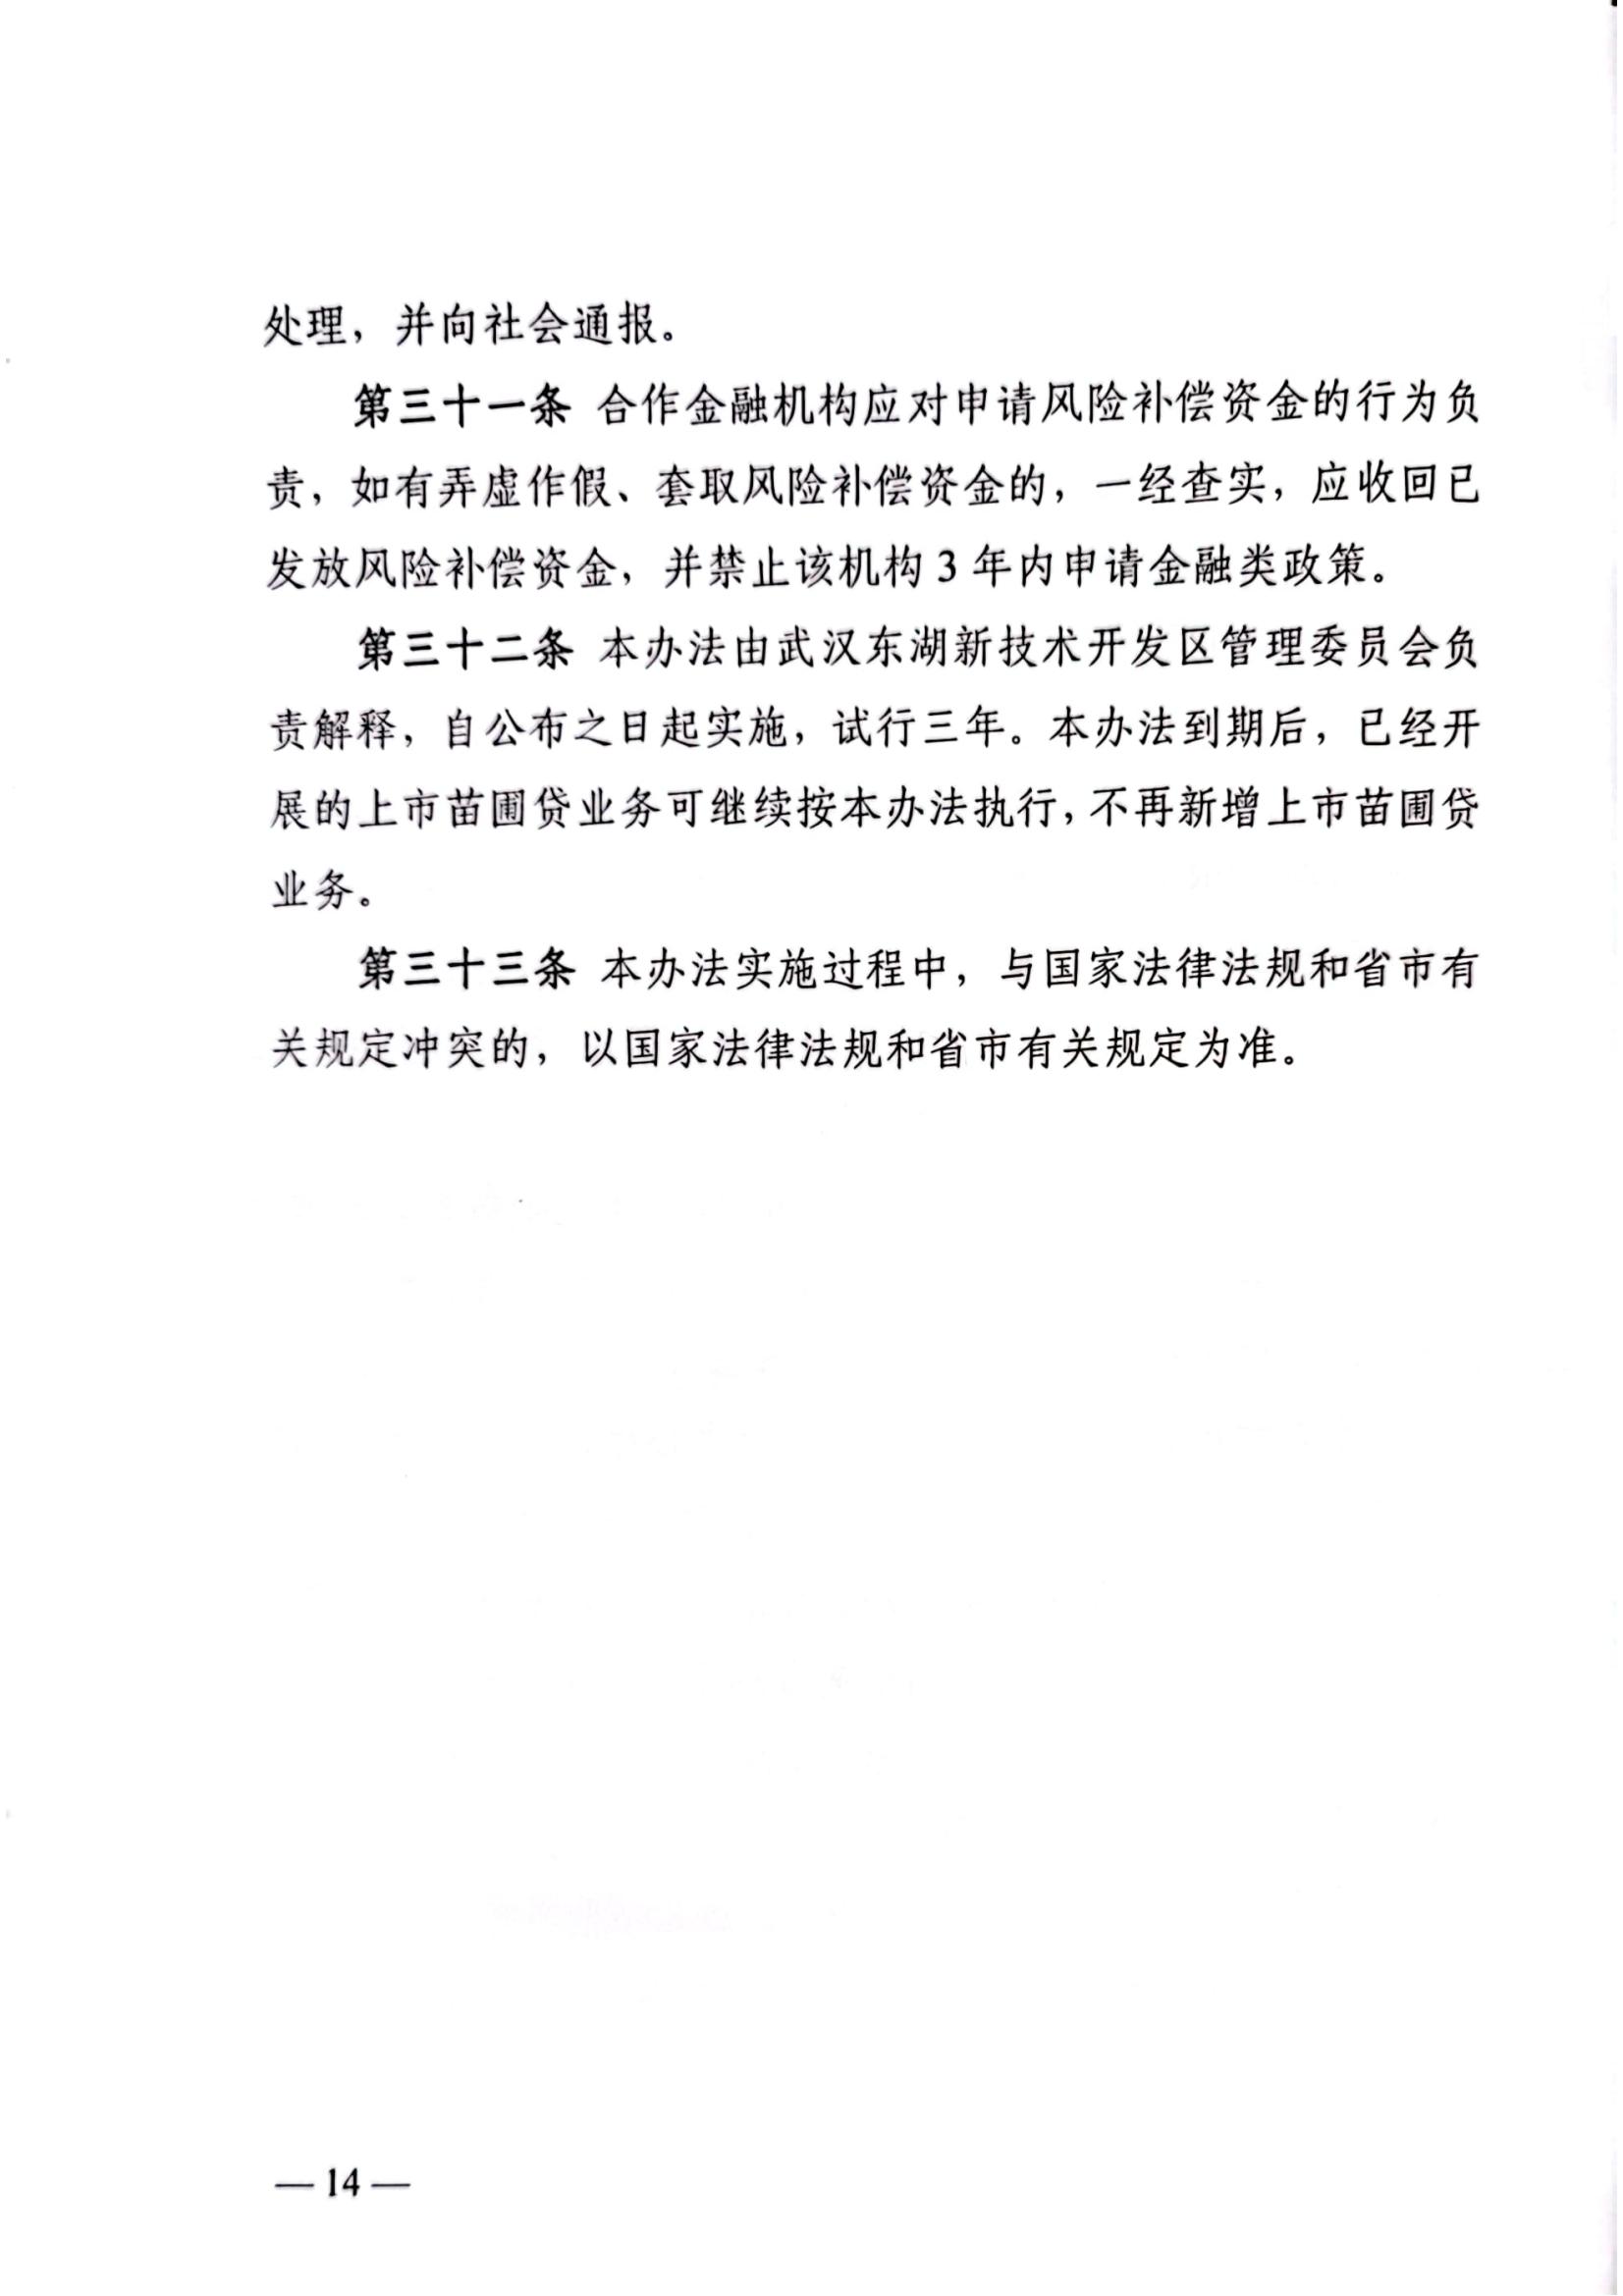 处理，并向社会通报。
第三十一条 合作金融机构应对申请风险补偿资金的行为负
责，如有弄虚作假、套取风险补偿资金的，一经查实，应收回已
发放风险补偿资金，并禁止该机构 3 年内申请金融类政策。
第三十二条 本办法由武汉东湖新技术开发区管理委员会负
责解释，自公布之日起实施，试行三年。本办法到期后，已经开
展的上市苗圃贷业务可继续按本办法执行，不再新增上市苗圃贷
业务。
第三十三条 本办法实施过程中，与国家法律法规和省市有
关规定冲突的，以国家法律法规和省市有关规定为准。
— 14 —